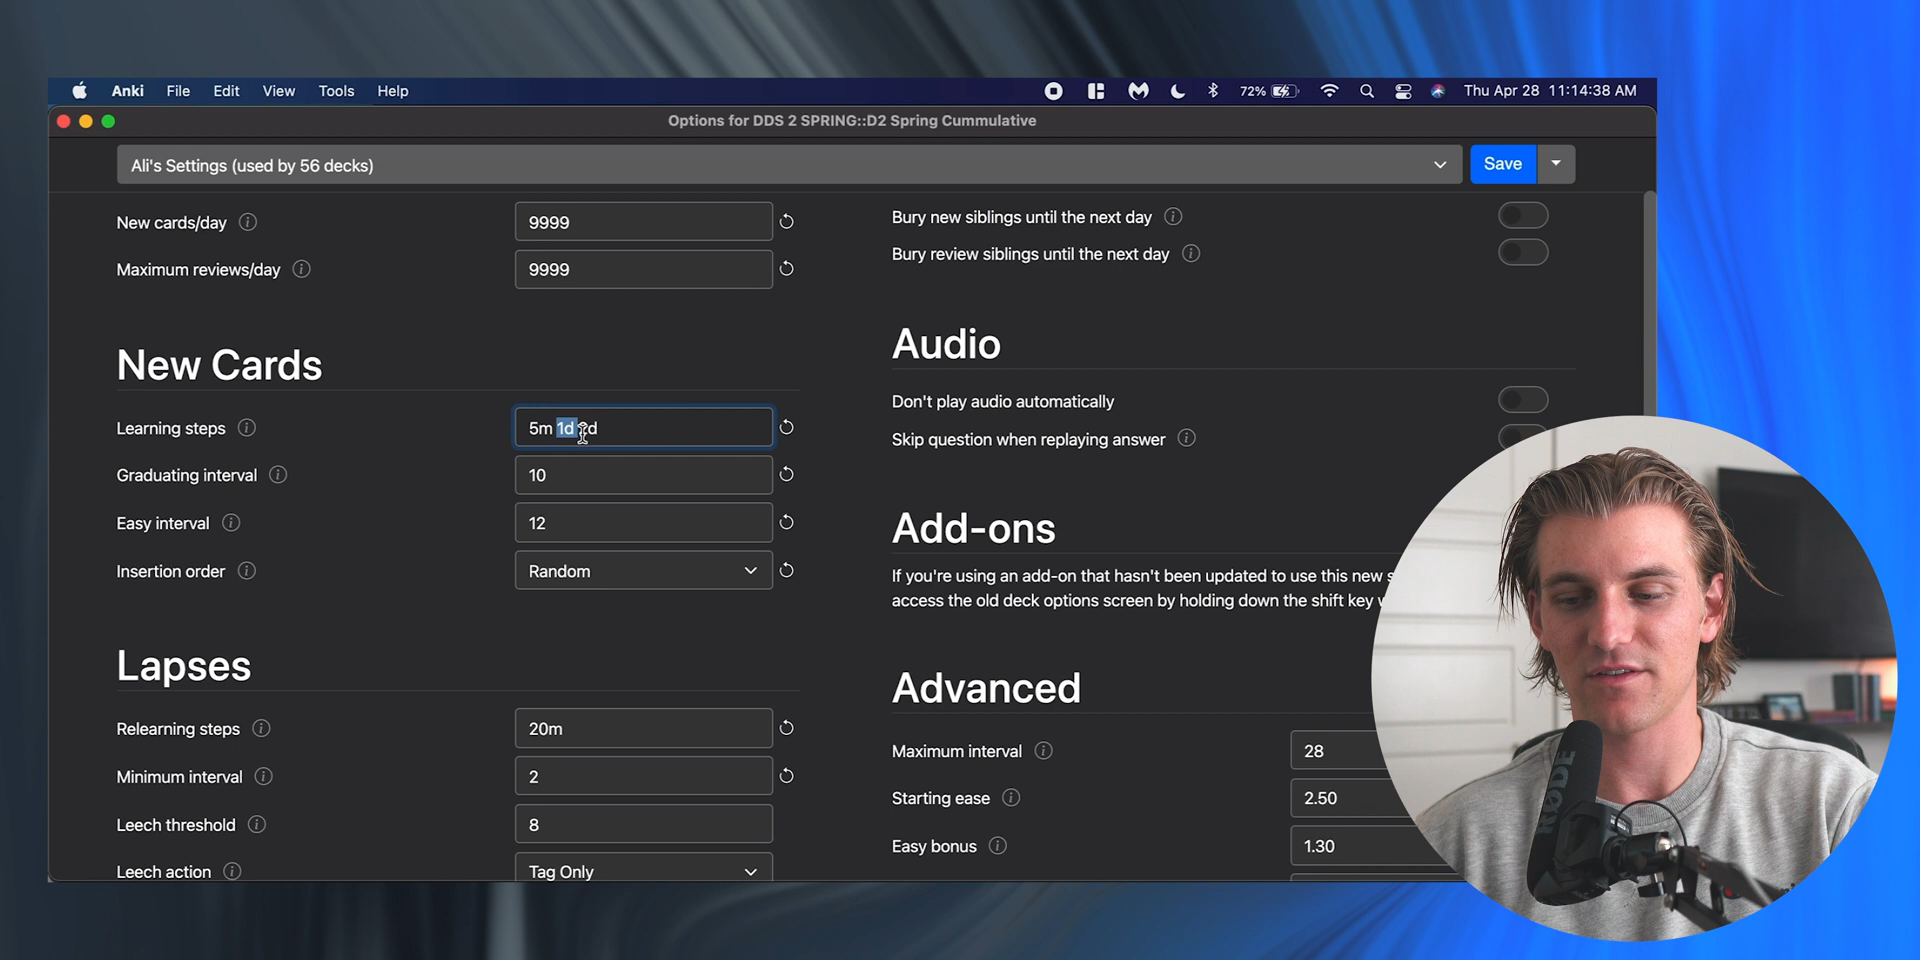 Anki File Edit View Tools Help 72% Thu Apr 28 11:14:38 AM
Options for DDS 2 SPRING::D2 Spring Cummulative
Ali's Settings (used by 56 decks) Save
New cards/day 9999
Maximum reviews/day 9999
New Cards
Learning steps 5m 1d
Graduating interval 10
Easy interval 12
Insertion order Random
Lapses
Relearning steps 20m
Minimum interval 2
Leech threshold 8
Leech action Tag Only
Bury new siblings until the next day
Bury review siblings until the next day
Audio
Don't play audio automatically
Skip question when replaying answer
Add-ons
If you're using an add-on that hasn't been updated to use this new
access the old deck options screen by holding down the shift key
Advanced
Maximum interval 28
Starting ease 2.50
Easy bonus 1.30
RØDE